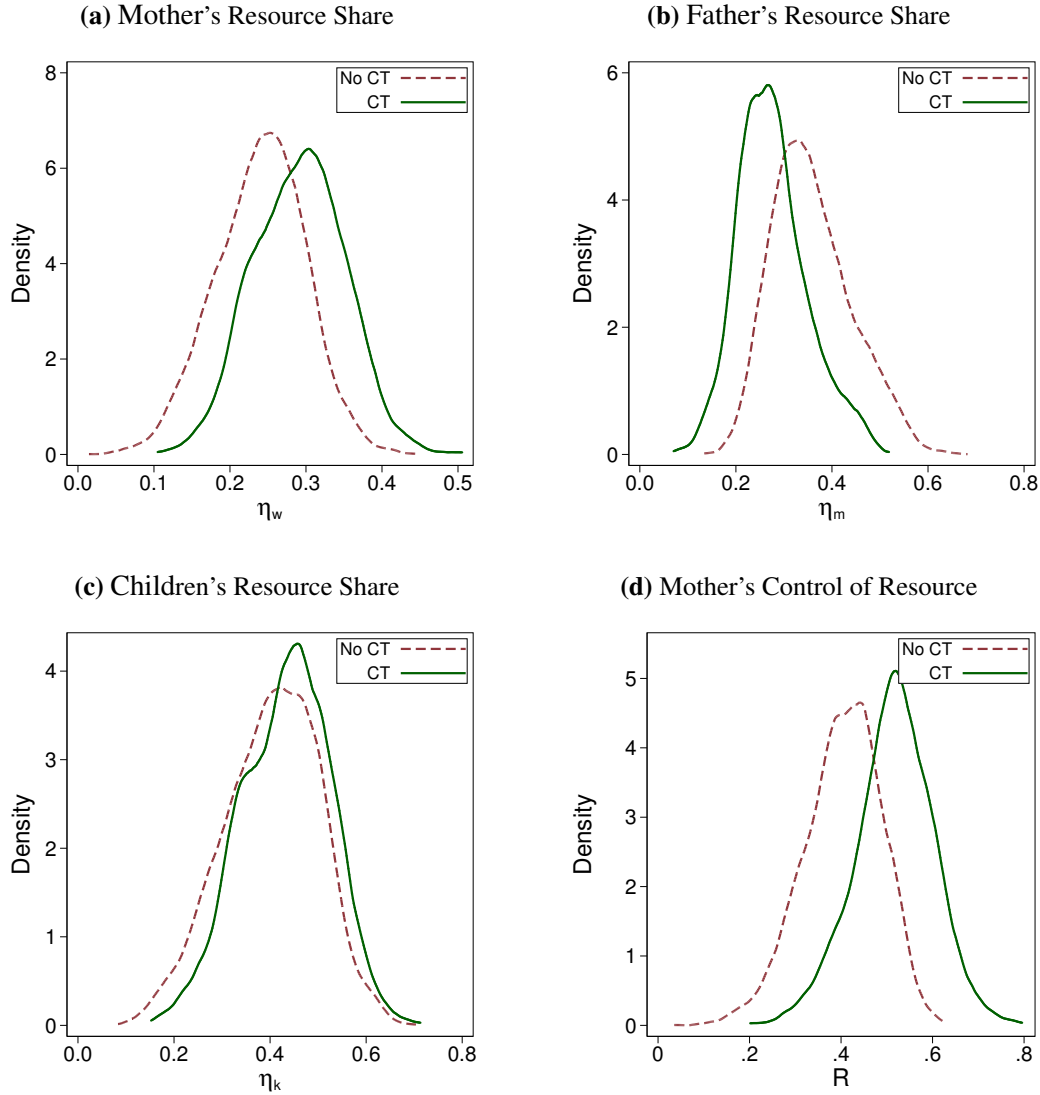 (a) Mother's Resource Share
No CT
CT
8
6
4
2
0
Density
0.0 0.1 0.2 0.3 0.4 0.5
η_w
(b) Father's Resource Share
No CT
CT
6
4
2
0
Density
0.0 0.2 0.4 0.6 0.8
η_m
(c) Children's Resource Share
No CT
CT
4
3
2
1
0
Density
0.0 0.2 0.4 0.6 0.8
η_k
(d) Mother's Control of Resource
No CT
CT
5
4
3
2
1
0
Density
0 .2 .4 .6 .8
R